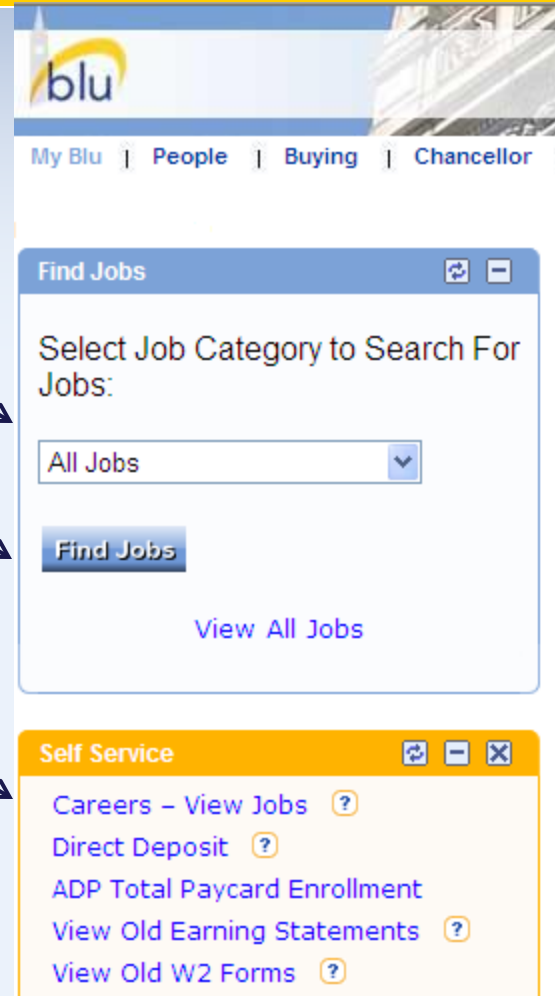 blu
My Blu | People | Buying | Chancellor
Find Jobs
Select Job Category to Search For
Jobs:
All Jobs
Find Jobs
View All Jobs
Self Service
Careers – View Jobs ?
Direct Deposit ?
ADP Total Paycard Enrollment
View Old Earning Statements ?
View Old W2 Forms ?